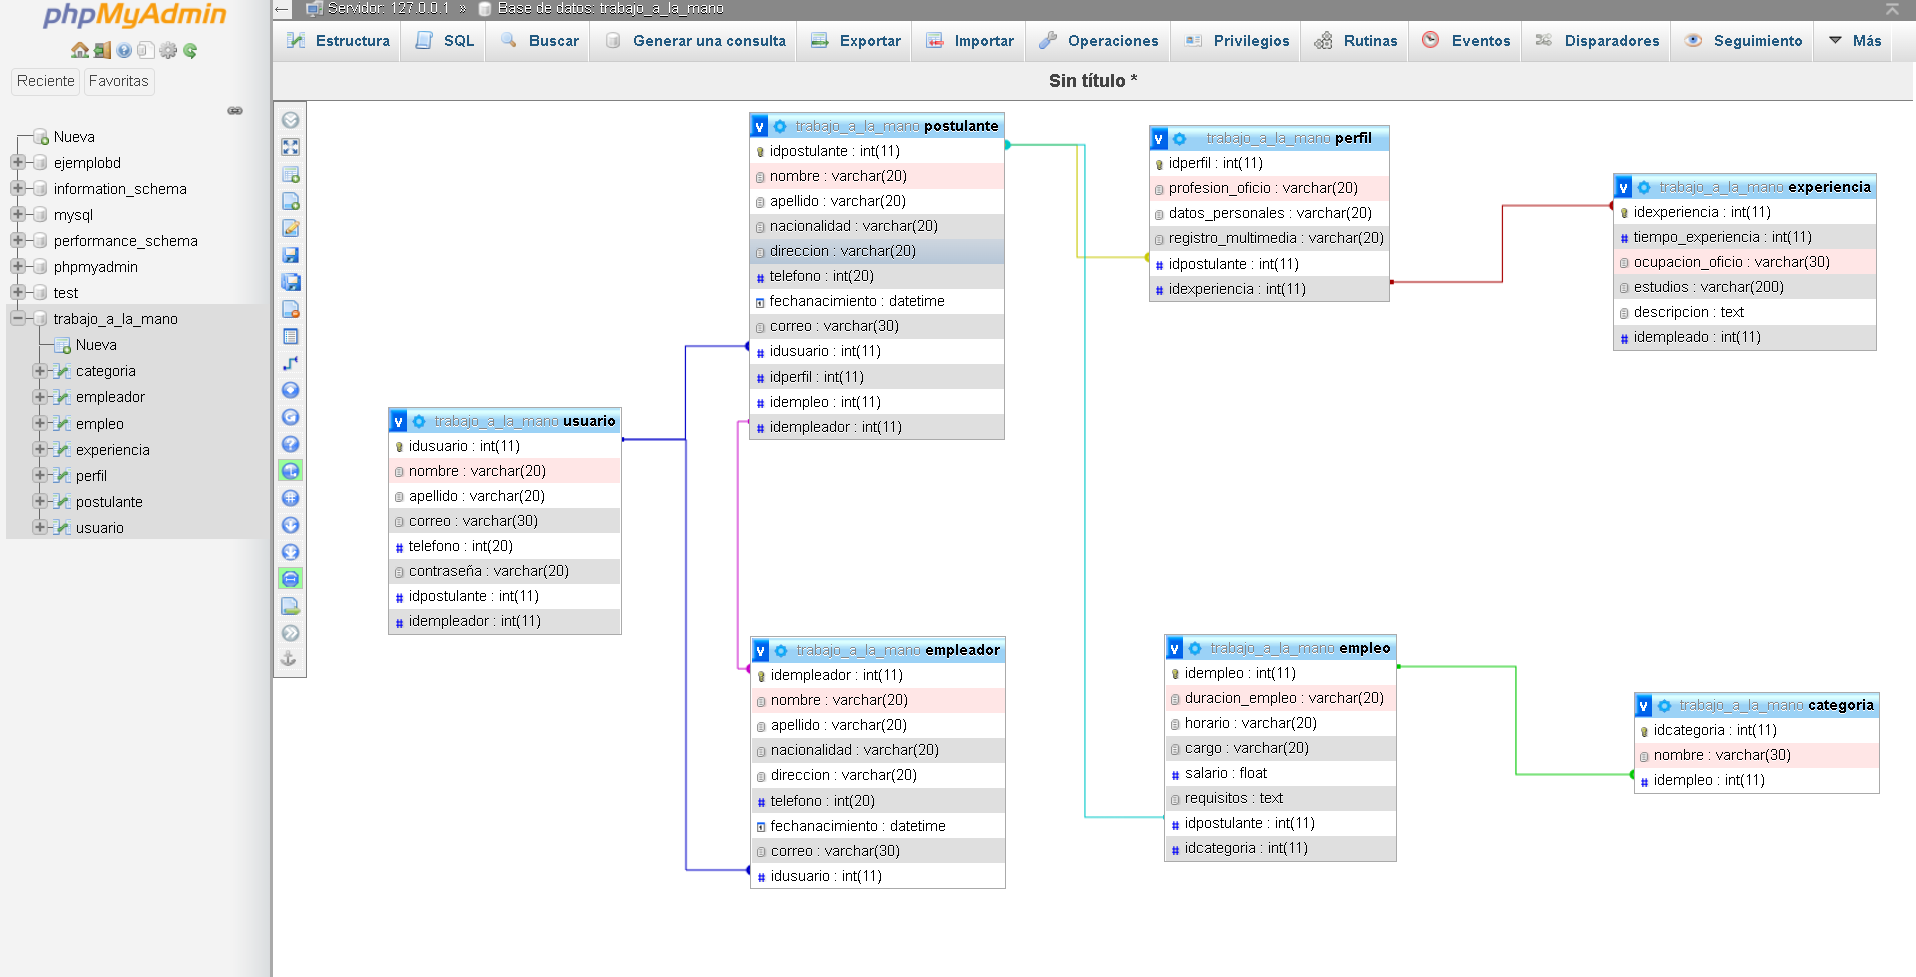 phpMyAdmin
Reciente
Favoritas
Nueva
ejemplobd
information_schema
mysql
performance_schema
phpmyadmin
test
trabajo_a_la_mano
Nueva
categoria
empleador
empleo
experiencia
perfil
postulante
usuario
Servidor: 127.0.0.1 » Base de datos: trabajo_a_la_mano
Estructura
SQL
Buscar
Generar una consulta
Exportar
Importar
Operaciones
Privilegios
Rutinas
Eventos
Disparadores
Seguimiento
Más
Sin título *
trabajo_a_la_mano postulante
idpostulante : int(11)
nombre : varchar(20)
apellido : varchar(20)
nacionalidad : varchar(20)
direccion : varchar(20)
telefono : int(20)
fechanacimiento : datetime
correo : varchar(30)
idusuario : int(11)
idperfil : int(11)
idempleo : int(11)
idempleador : int(11)
trabajo_a_la_mano perfil
idperfil : int(11)
profesion_oficio : varchar(20)
datos_personales : varchar(20)
registro_multimedia : varchar(20)
idpostulante : int(11)
idexperiencia : int(11)
trabajo_a_la_mano experiencia
idexperiencia : int(11)
tiempo_experiencia : int(11)
ocupacion_oficio : varchar(30)
estudios : varchar(200)
descripcion : text
idempleado : int(11)
trabajo_a_la_mano usuario
idusuario : int(11)
nombre : varchar(20)
apellido : varchar(20)
correo : varchar(30)
telefono : int(20)
contraseña : varchar(20)
idpostulante : int(11)
idempleador : int(11)
trabajo_a_la_mano empleador
idempleador : int(11)
nombre : varchar(20)
apellido : varchar(20)
nacionalidad : varchar(20)
direccion : varchar(20)
telefono : int(20)
fechanacimiento : datetime
correo : varchar(30)
idusuario : int(11)
trabajo_a_la_mano empleo
idempleo : int(11)
duracion_empleo : varchar(20)
horario : varchar(20)
cargo : varchar(20)
salario : float
requisitos : text
idpostulante : int(11)
idcategoria : int(11)
trabajo_a_la_mano categoria
idcategoria : int(11)
nombre : varchar(30)
idempleo : int(11)